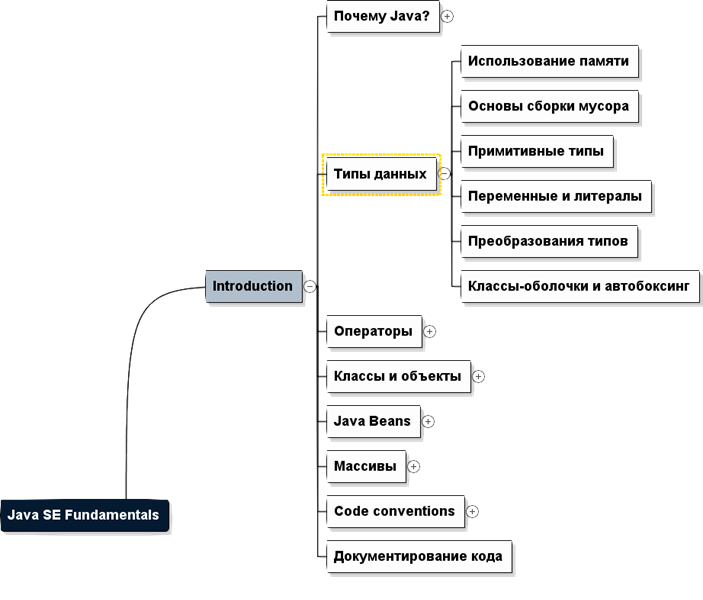 Почему Java?
Использование памяти
Основы сборки мусора
Примитивные типы
Типы данных
Переменные и литералы
Преобразования типов
Классы-оболочки и автобоксинг
Introduction
Операторы
Классы и объекты
Java Beans
Массивы
Code conventions
Java SE Fundamentals
Документирование кода